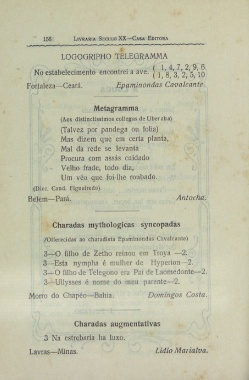 156 LIVRARIA SECULO XX—CASA EDITORA
LOGOGRIPHO TELEGRAMMA
No estabelecimento encontrei a ave. { 1, 4, 7, 2, 9, 6
{ 1, 8, 3, 2, 5, 10
Fortaleza—Ceará. Epaminondas Cavalcante.
Metagramma
(Aos distinctissimos collegas de Uberaba)
(Talvez por pandega ou folia)
Mas dizem que em certa planta,
Mal da rede se levanta
Procura com assás cuidado
Velho frade, todo dia,
Um véo que foi-lhe roubado.
(Dicc. Cand. Figueiredo)
Belem—Pará. Antocha.
Charadas mythologicas syncopadas
(Offerecidas ao charadista Epaminondas Cavalcante)
3—O filho de Zetho reinou em Troya —2.
3—Esta nympha é mulher de Hyperion—2.
3—O filho de Telegono era Pai de Laomedonte—2.
3—Ulysses é nome do meu parente—2.
Morro do Chapéo—Bahia. Domingos Costa.
Charadas augmentativas
3 Na estrebaria ha luxo.
Lavras—Minas. Lidio Marialva.